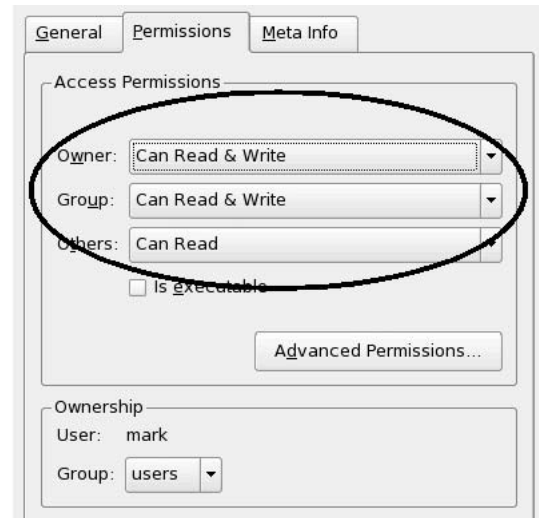 General Permissions Meta Info
Access Permissions
Owner: Can Read & Write
Group: Can Read & Write
Others: Can Read
Is executable
Advanced Permissions...
Ownership
User: mark
Group: users